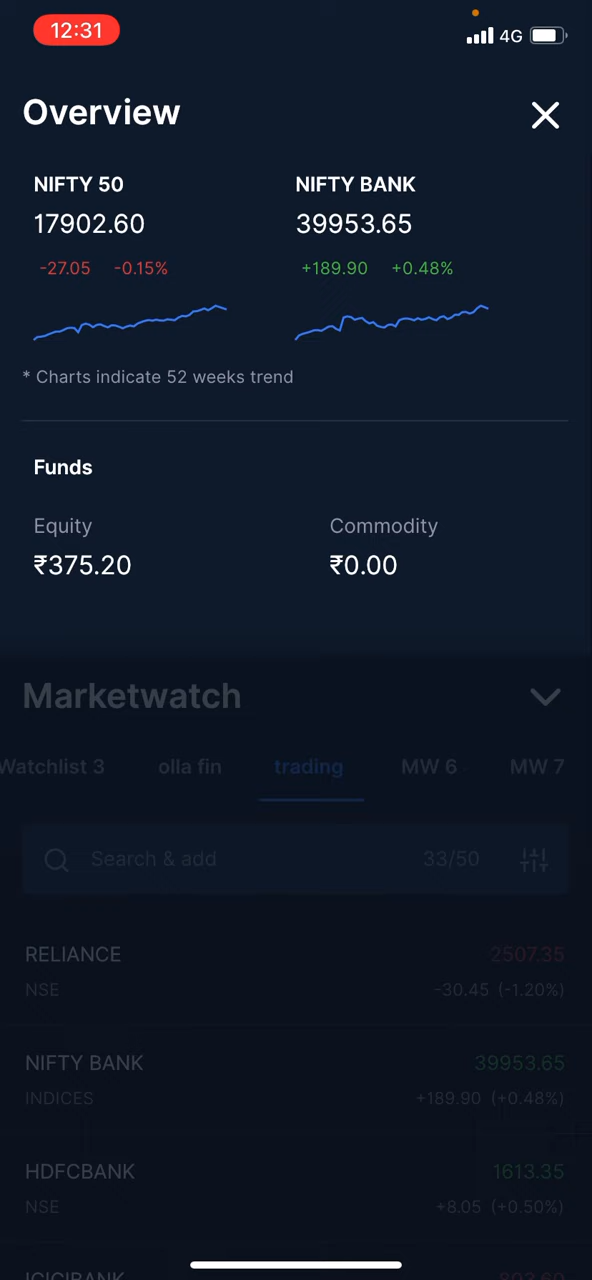 12:31 4G
Overview
NIFTY 50 NIFTY BANK
17902.60 39953.65
-27.05 -0.15% +189.90 +0.48%
* Charts indicate 52 weeks trend
Funds
Equity Commodity
₹375.20 ₹0.00
Marketwatch
Watchlist 3 olla fin trading MW 6 MW 7
Search & add 33/50
RELIANCE 2507.35
NSE -30.45 (-1.20%)
NIFTY BANK 39953.65
INDICES +189.90 (+0.48%)
HDFCBANK 1613.35
NSE +8.05 (+0.50%)
ICICIBANK